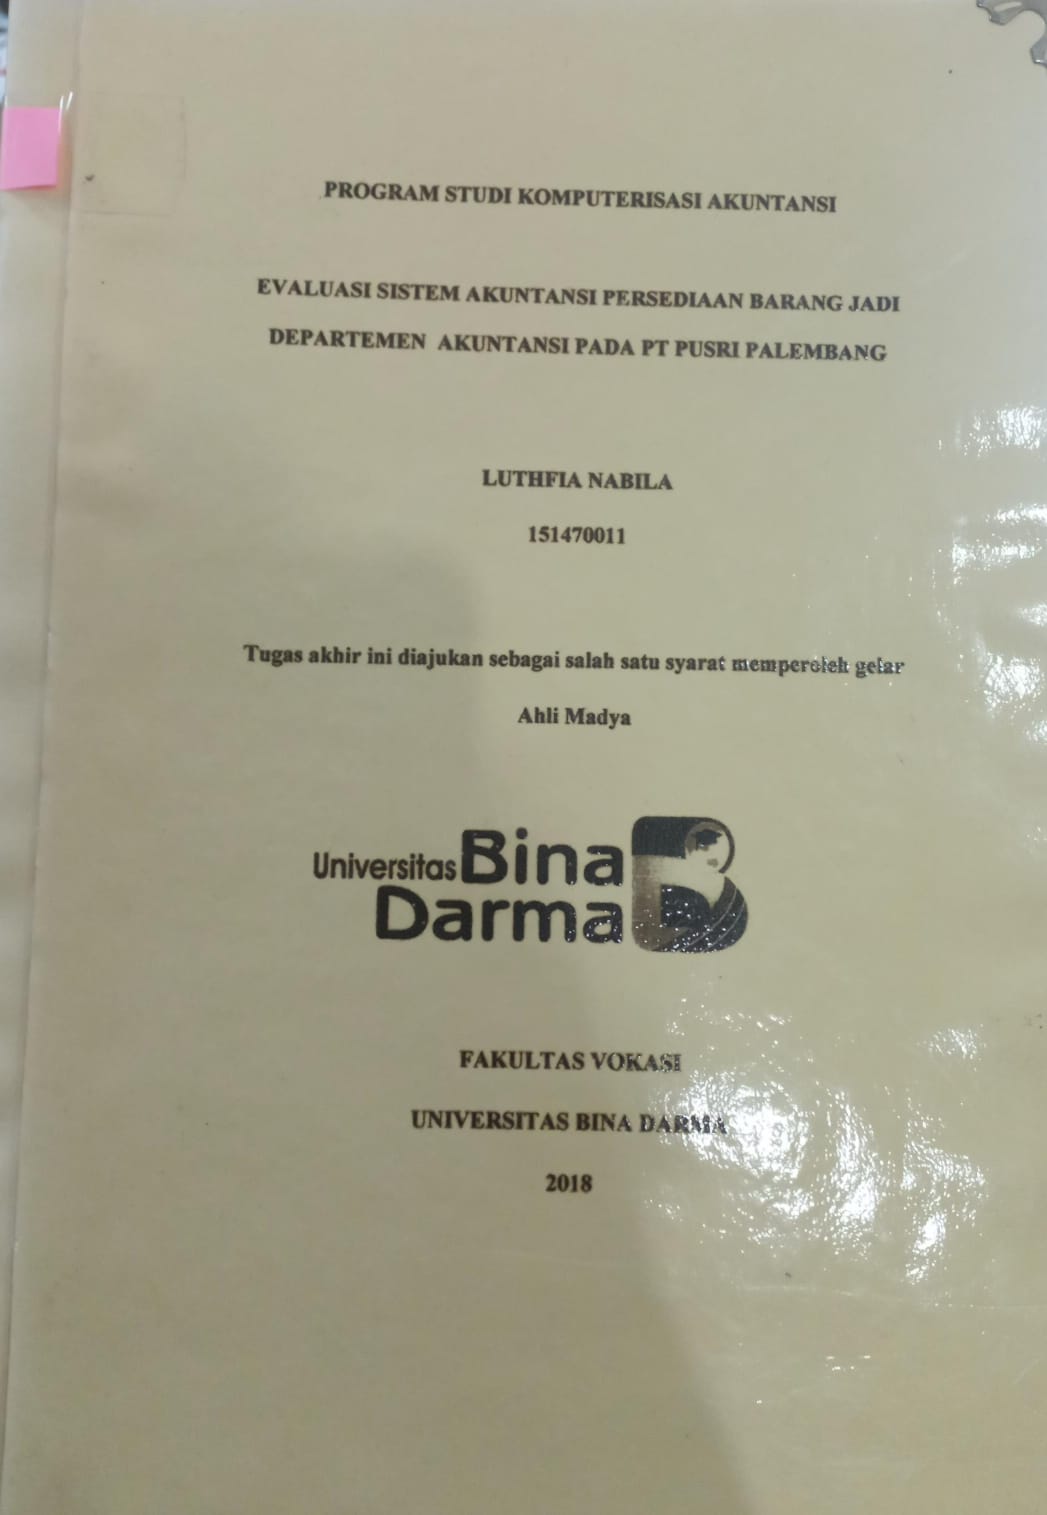 PROGRAM STUDI KOMPUTERISASI AKUNTANSI
EVALUASI SISTEM AKUNTANSI PERSEDIAAN BARANG JADI
DEPARTEMEN AKUNTANSI PADA PT PUSRI PALEMBANG
LUTHFIA NABILA
151470011
Tugas akhir ini diajukan sebagai salah satu syarat memperoleh gelar
Ahli Madya
Universitas Bina
Darma
FAKULTAS VOKASI
UNIVERSITAS BINA DARMA
2018